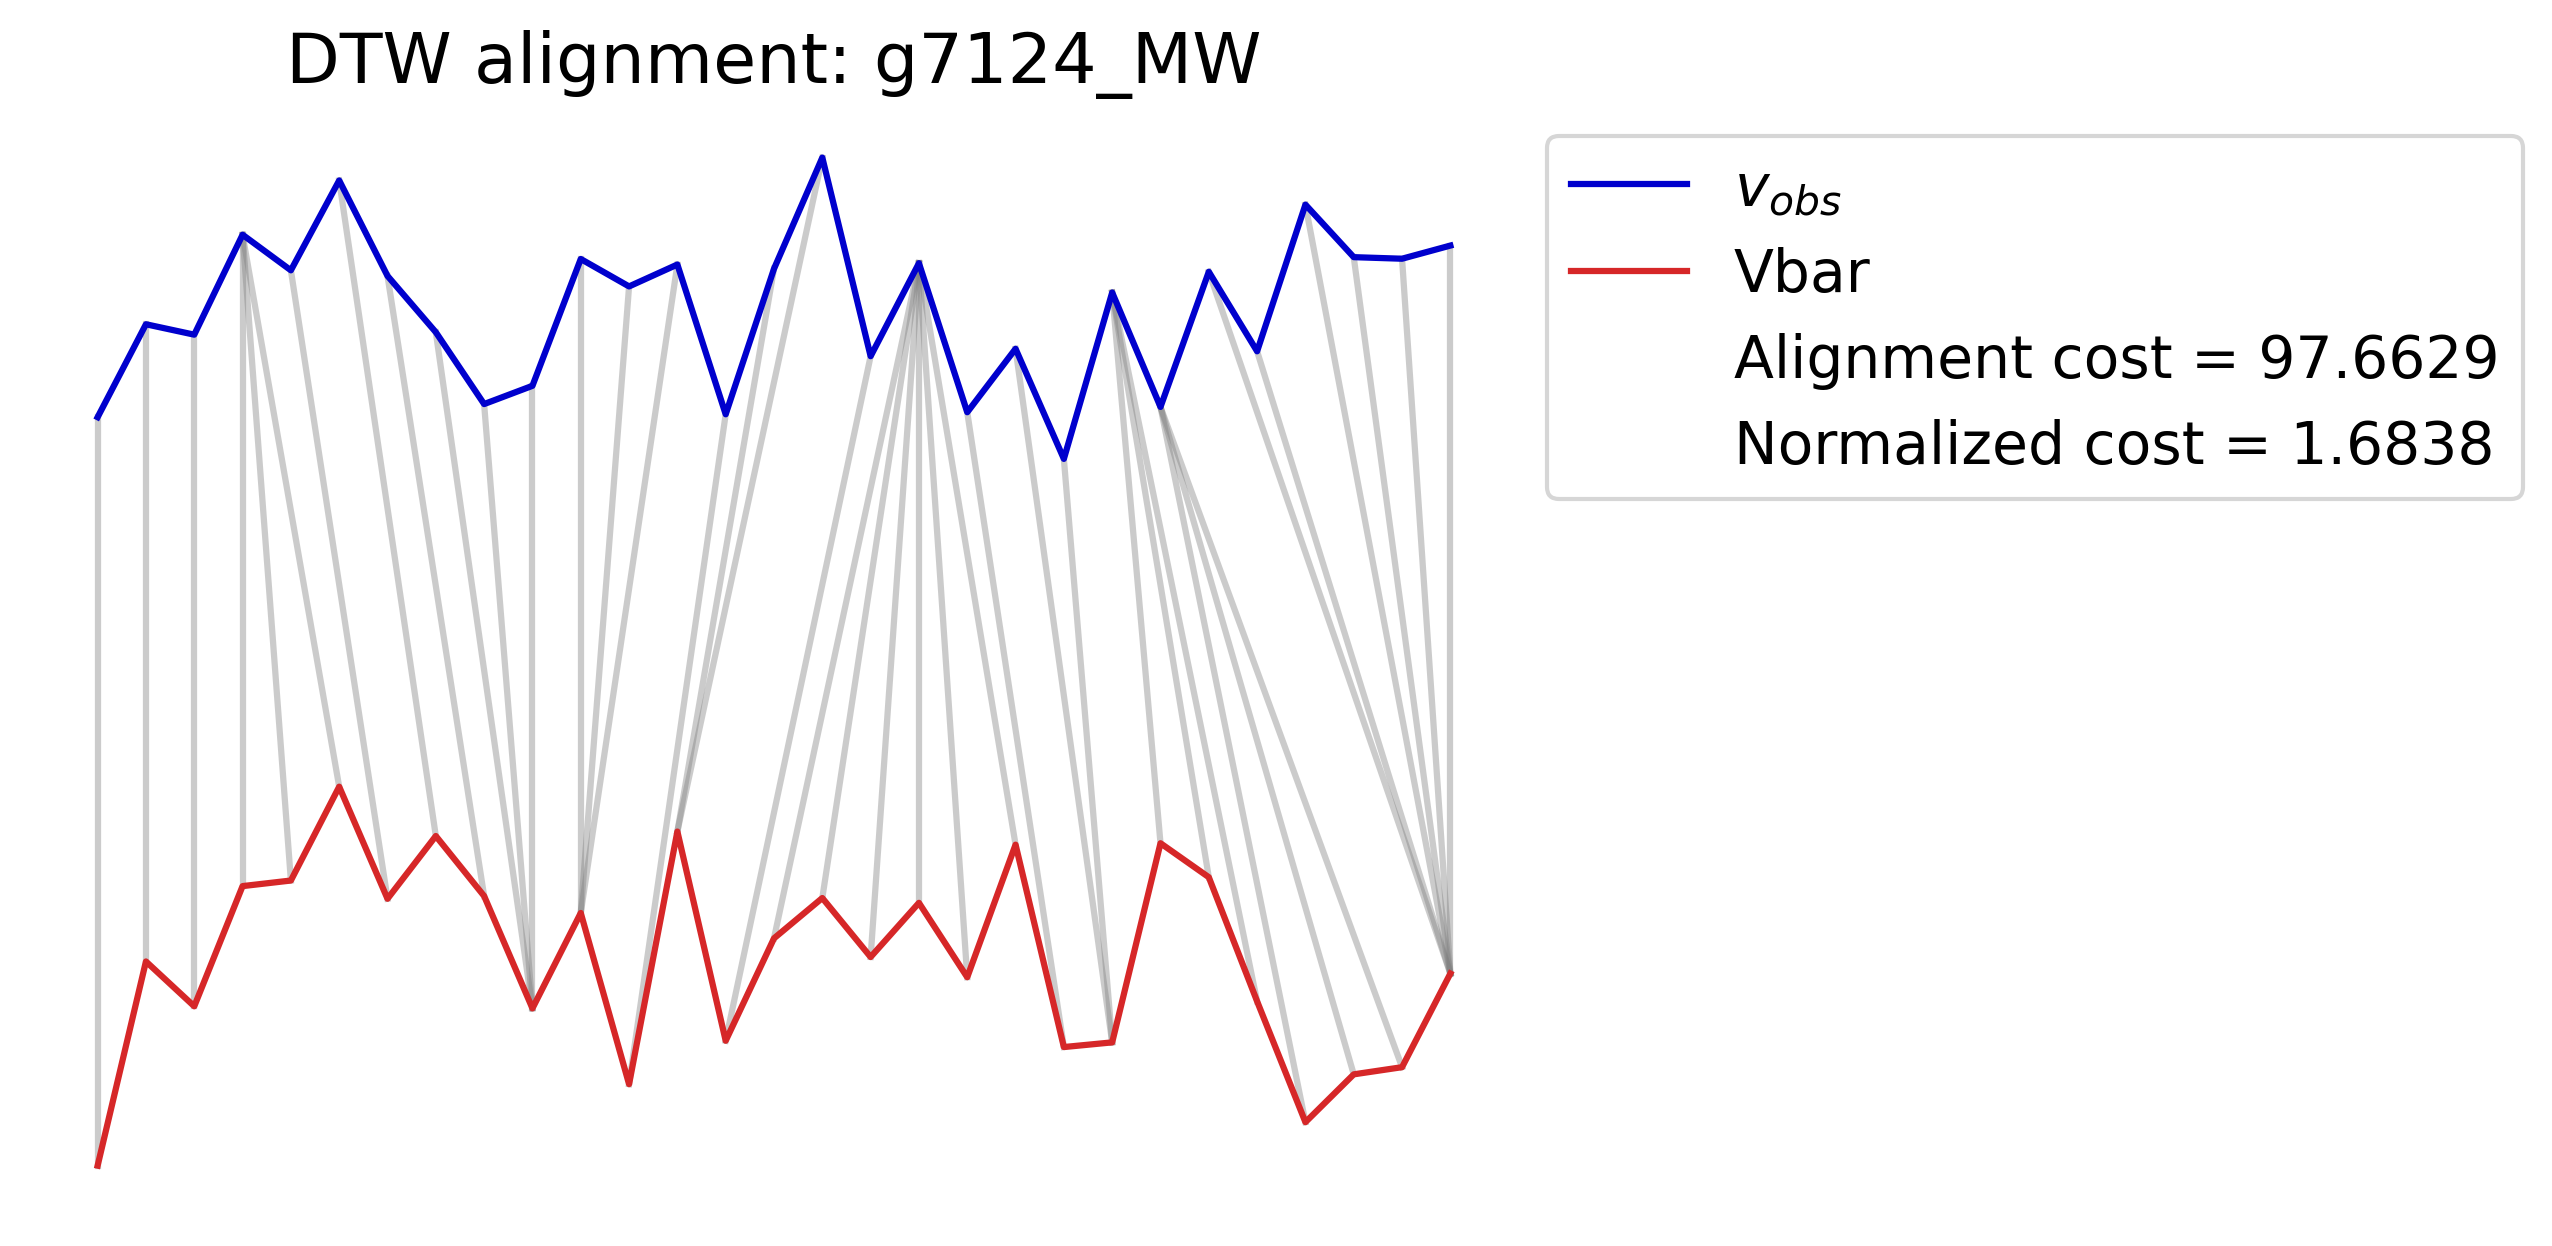 DTW alignment: g7124_MW
v_obs
Vbar
Alignment cost = 97.6629
Normalized cost = 1.6838